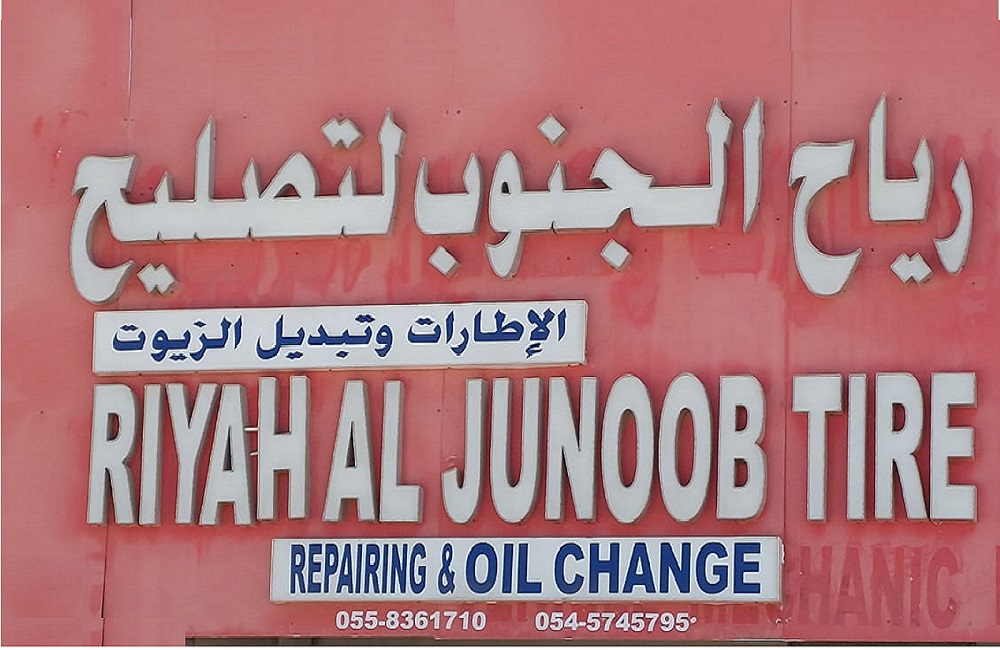 رياح الجنوب لتصليح
الإطارات وتبديل الزيوت
RIYAH AL JUNOOB TIRE
REPAIRING & OIL CHANGE
055-8361710 054-5745795